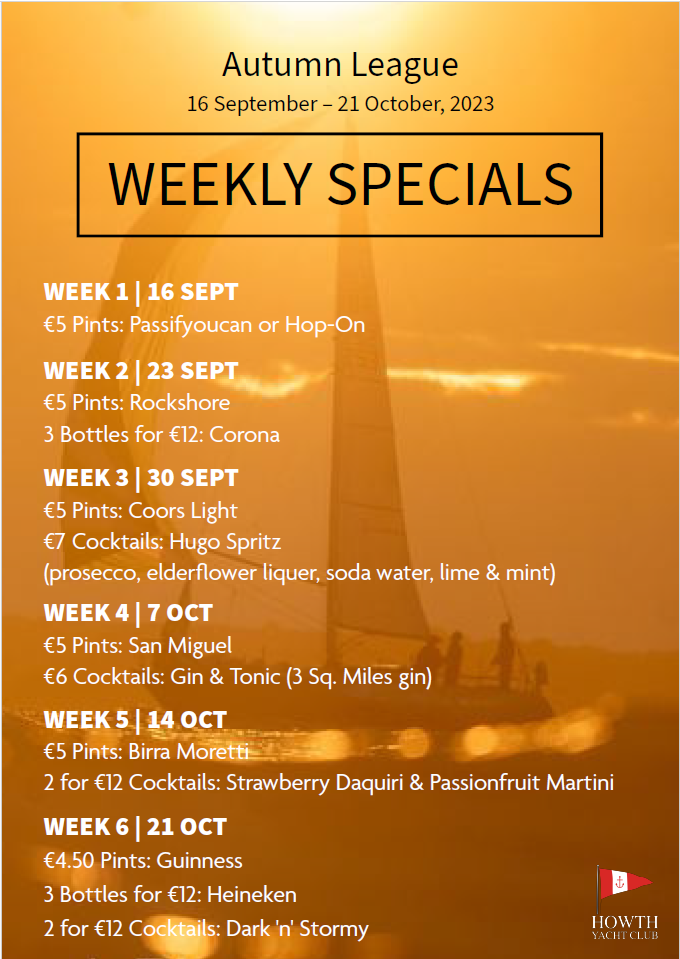 Autumn League
16 September – 21 October, 2023
WEEKLY SPECIALS
WEEK 1 | 16 SEPT
€5 Pints: Passifyoucan or Hop-On
WEEK 2 | 23 SEPT
€5 Pints: Rockshore
3 Bottles for €12: Corona
WEEK 3 | 30 SEPT
€5 Pints: Coors Light
€7 Cocktails: Hugo Spritz
(prosecco, elderflower liquer, soda water, lime & mint)
WEEK 4 | 7 OCT
€5 Pints: San Miguel
€6 Cocktails: Gin & Tonic (3 Sq. Miles gin)
WEEK 5 | 14 OCT
€5 Pints: Birra Moretti
2 for €12 Cocktails: Strawberry Daquiri & Passionfruit Martini
WEEK 6 | 21 OCT
€4.50 Pints: Guinness
3 Bottles for €12: Heineken
2 for €12 Cocktails: Dark 'n' Stormy
HOWTH
YACHT CLUB